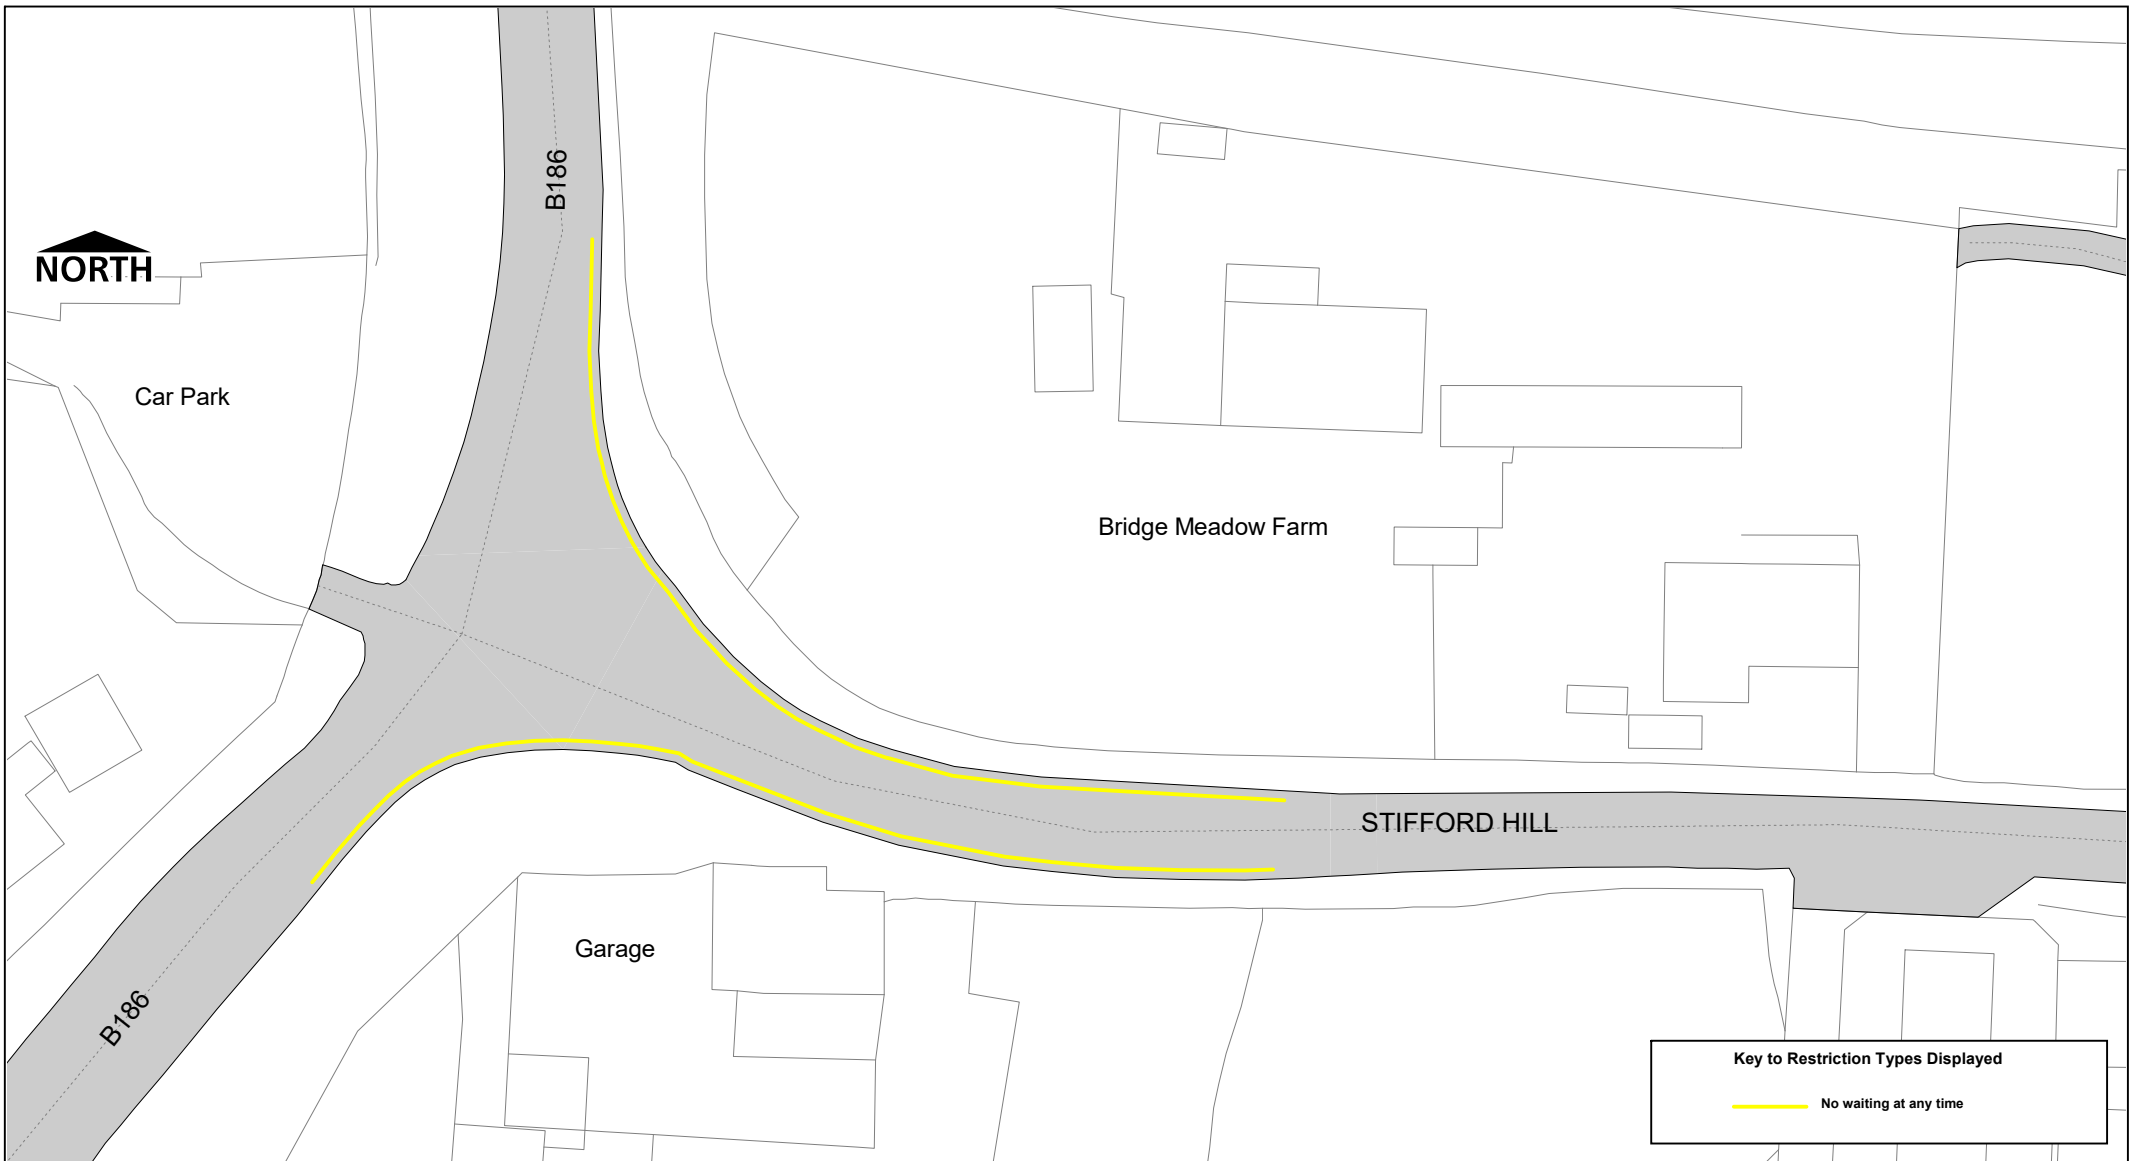 B186
NORTH
Car Park
Bridge Meadow Farm
STIFFORD HILL
Garage
B186
Key to Restriction Types Displayed
No waiting at any time